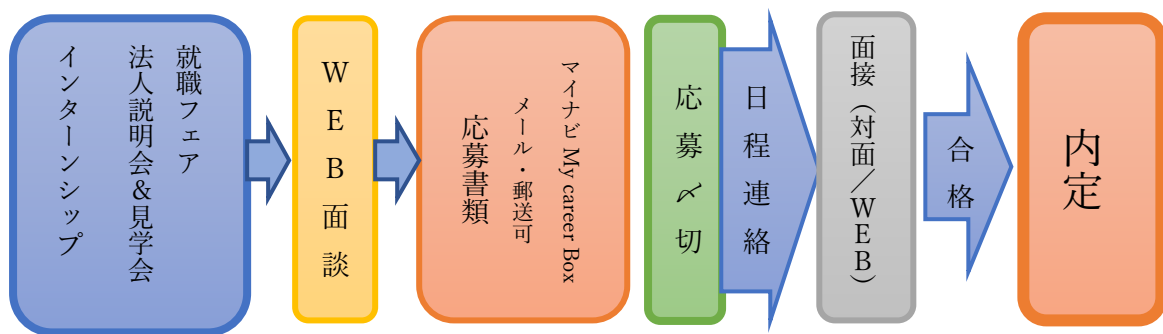 就職フェア
法人説明会＆見学会
インターンシップ
ＷＥＢ面談
マイナビ My career Box
メール・郵送可
応募書類
応募〆切
日程連絡
面接（対面／ＷＥＢ）
合格
内定